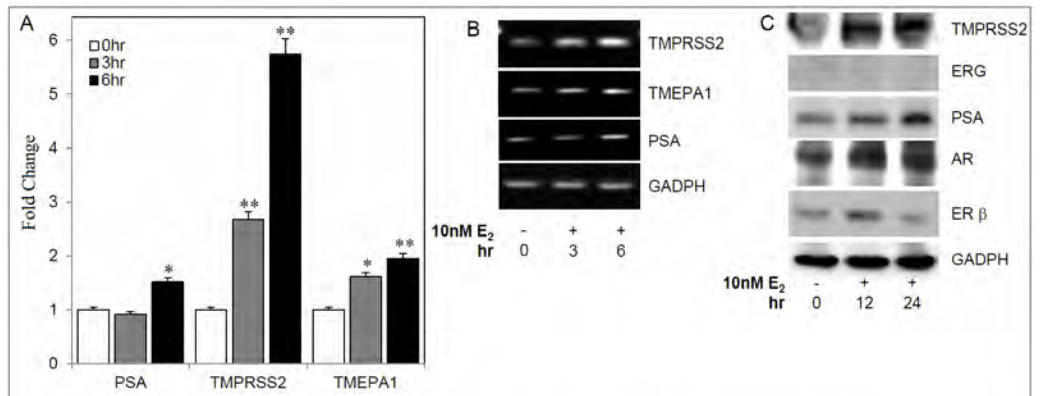 A
Fold Change
6
5
4
3
2
1
0
0hr
3hr
6hr
*
**
**
*
**
PSA TMPRSS2 TMEPA1
B
TMPRSS2
TMEPA1
PSA
GADPH
10nM E₂ - + +
hr 0 3 6
C
TMPRSS2
ERG
PSA
AR
ER β
GADPH
10nM E₂ - + +
hr 0 12 24